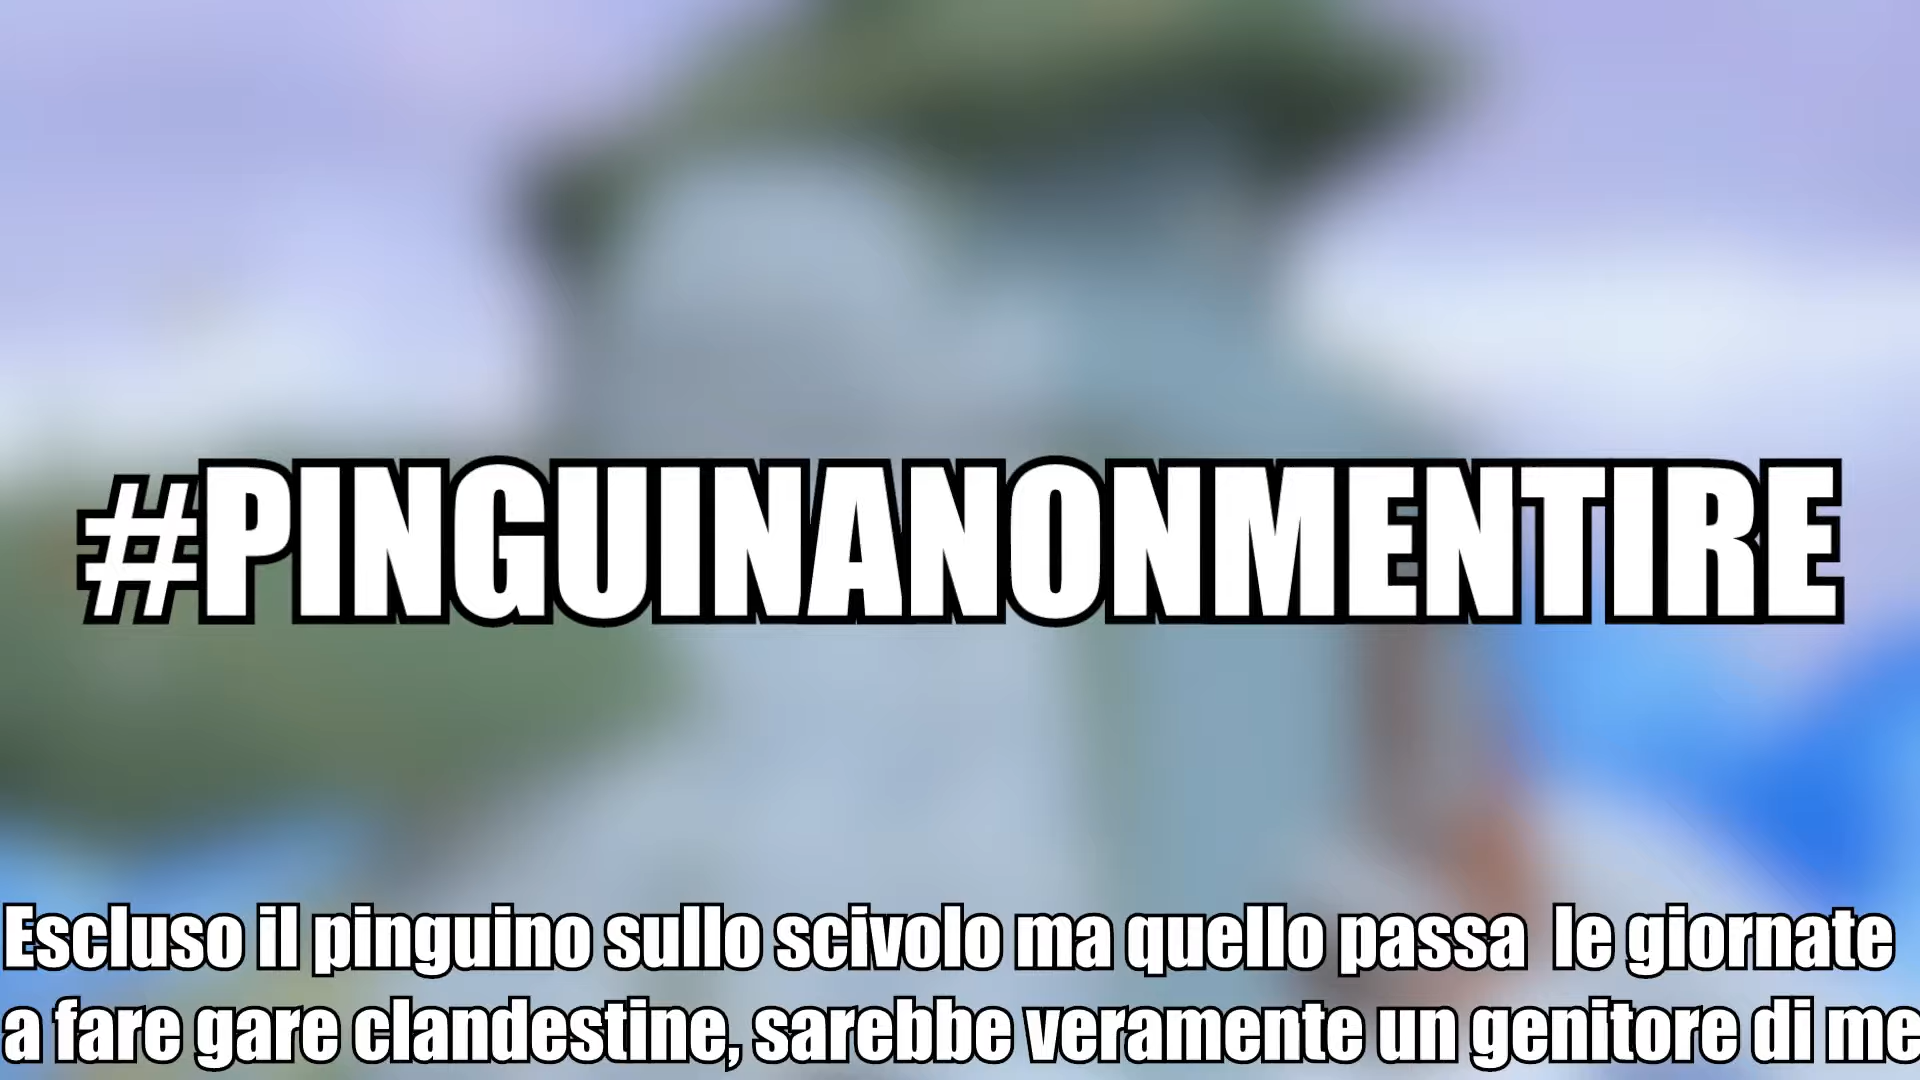 #PINGUINANONMENTIRE
Escluso il pinguino sullo scivolo ma quello passa le giornate
a fare gare clandestine, sarebbe veramente un genitore di me